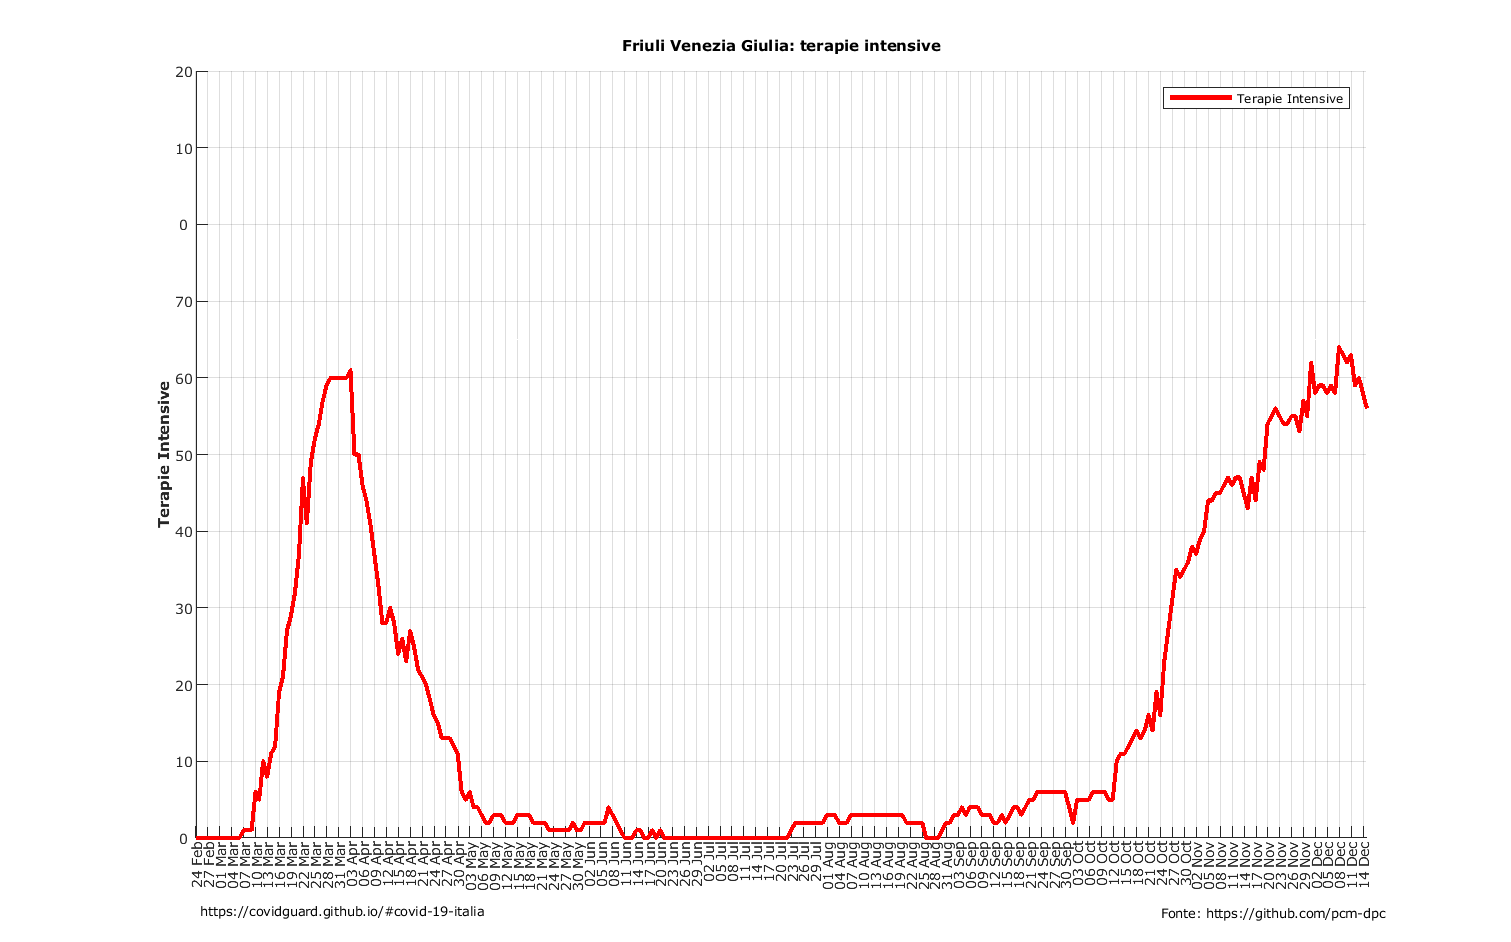 Friuli Venezia Giulia: terapie intensive
Terapie Intensive
20
10
0
70
60
50
40
30
20
10
0
Terapie Intensive
24 Feb
27 Feb
01 Mar
04 Mar
07 Mar
10 Mar
13 Mar
16 Mar
19 Mar
22 Mar
25 Mar
28 Mar
31 Mar
03 Apr
06 Apr
09 Apr
12 Apr
15 Apr
18 Apr
21 Apr
24 Apr
27 Apr
30 Apr
03 May
06 May
09 May
12 May
15 May
18 May
21 May
24 May
27 May
30 May
02 Jun
05 Jun
08 Jun
11 Jun
14 Jun
17 Jun
20 Jun
23 Jun
26 Jun
29 Jun
02 Jul
05 Jul
08 Jul
11 Jul
14 Jul
17 Jul
20 Jul
23 Jul
26 Jul
29 Jul
01 Aug
04 Aug
07 Aug
10 Aug
13 Aug
16 Aug
19 Aug
22 Aug
25 Aug
28 Aug
31 Aug
03 Sep
06 Sep
09 Sep
12 Sep
15 Sep
18 Sep
21 Sep
24 Sep
27 Sep
30 Sep
03 Oct
06 Oct
09 Oct
12 Oct
15 Oct
18 Oct
21 Oct
24 Oct
27 Oct
30 Oct
02 Nov
05 Nov
08 Nov
11 Nov
14 Nov
17 Nov
20 Nov
23 Nov
26 Nov
29 Nov
02 Dec
05 Dec
08 Dec
11 Dec
14 Dec
https://covidguard.github.io/#covid-19-italia
Fonte: https://github.com/pcm-dpc